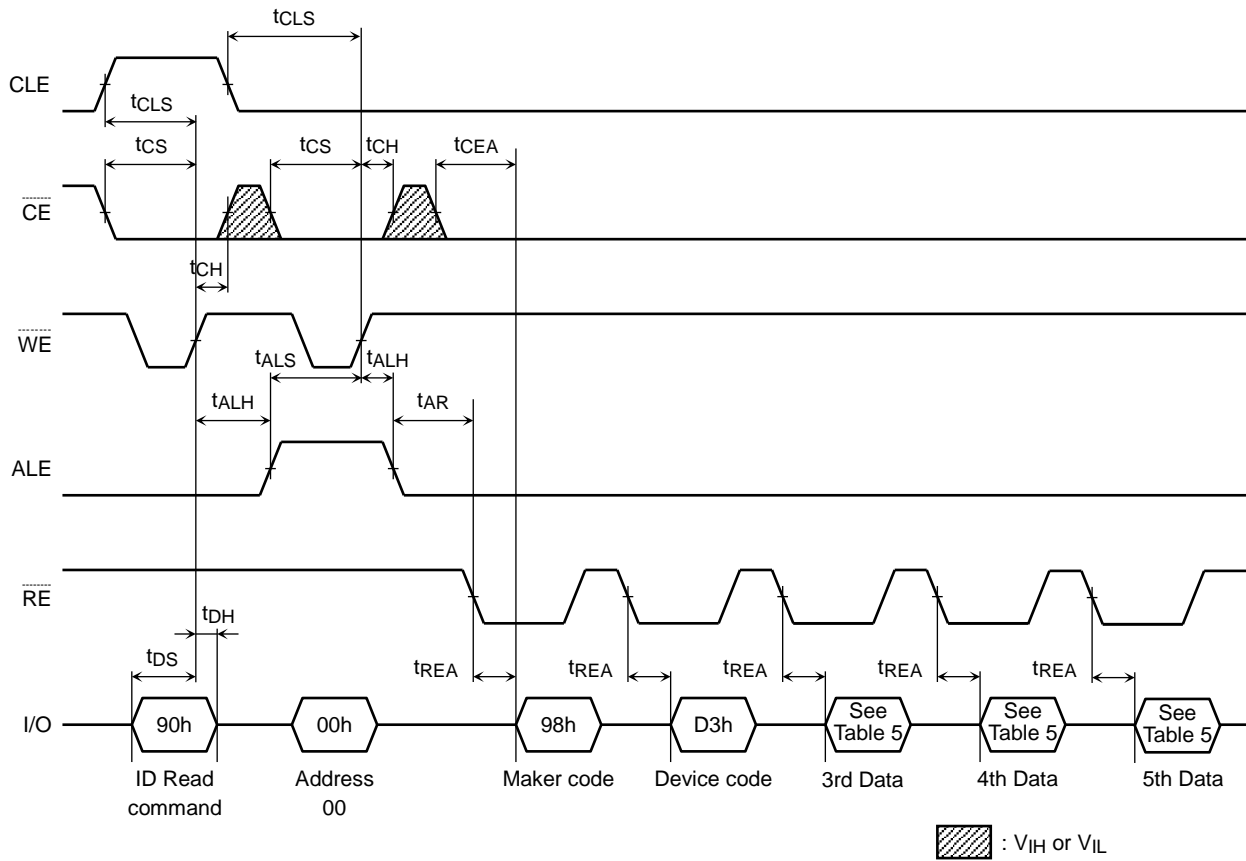 tCLS
CLE
tCLS
tCS
tCS
tCH
tCEA
CE
tCH
WE
tALS
tALH
tALH
tAR
ALE
RE
tDH
tDS
tREA
tREA
tREA
tREA
tREA
I/O
90h
00h
98h
D3h
See
Table 5
See
Table 5
See
Table 5
ID Read
command
Address
00
Maker code
Device code
3rd Data
4th Data
5th Data
: VIH or VIL